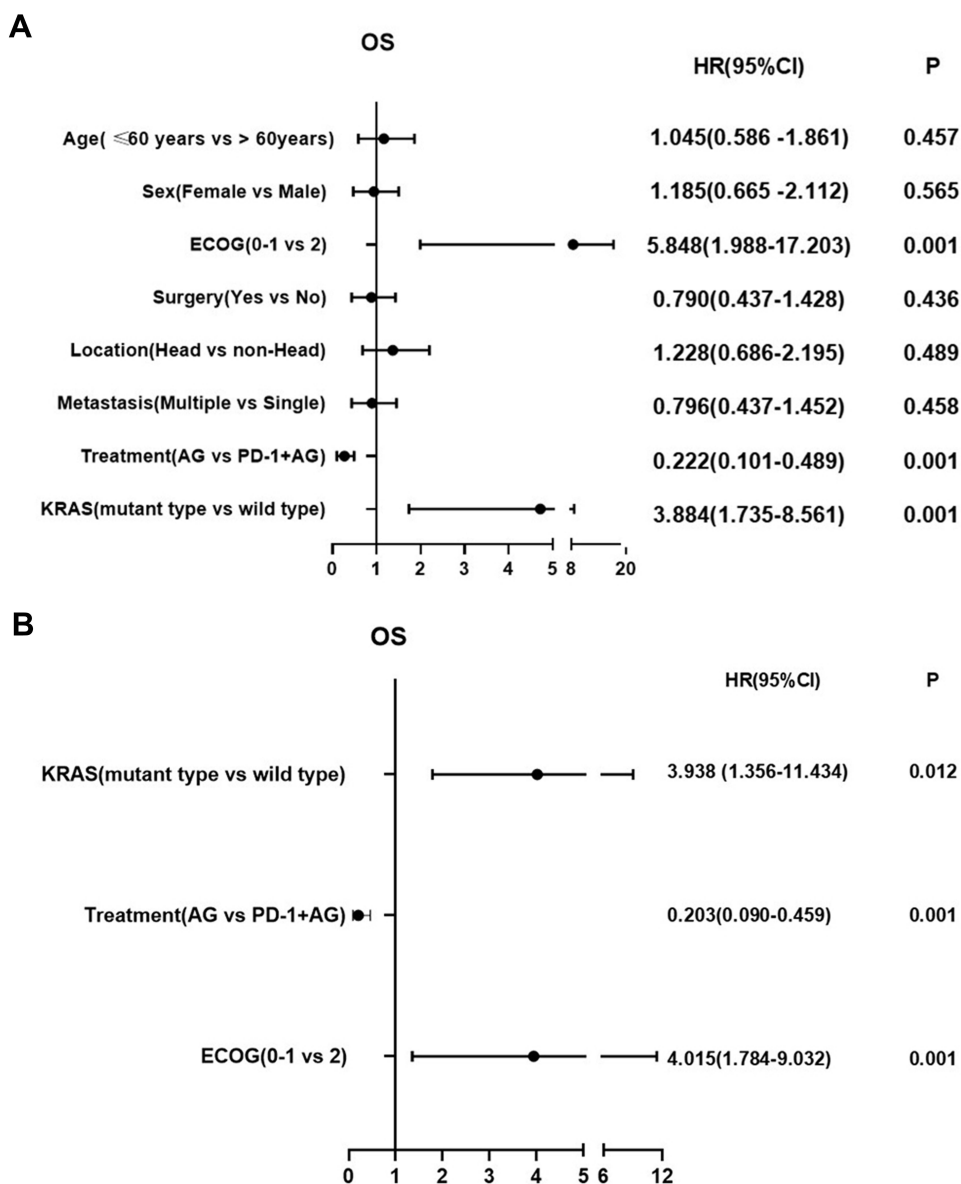 A
OS
HR(95%CI) P
Age( ⩽60 years vs > 60years) 1.045(0.586 -1.861) 0.457
Sex(Female vs Male) 1.185(0.665 -2.112) 0.565
ECOG(0-1 vs 2) 5.848(1.988-17.203) 0.001
Surgery(Yes vs No) 0.790(0.437-1.428) 0.436
Location(Head vs non-Head) 1.228(0.686-2.195) 0.489
Metastasis(Multiple vs Single) 0.796(0.437-1.452) 0.458
Treatment(AG vs PD-1+AG) 0.222(0.101-0.489) 0.001
KRAS(mutant type vs wild type) 3.884(1.735-8.561) 0.001
0 1 2 3 4 5 8 20
B
OS
HR(95%CI) P
KRAS(mutant type vs wild type) 3.938 (1.356-11.434) 0.012
Treatment(AG vs PD-1+AG) 0.203(0.090-0.459) 0.001
ECOG(0-1 vs 2) 4.015(1.784-9.032) 0.001
0 1 2 3 4 5 6 12